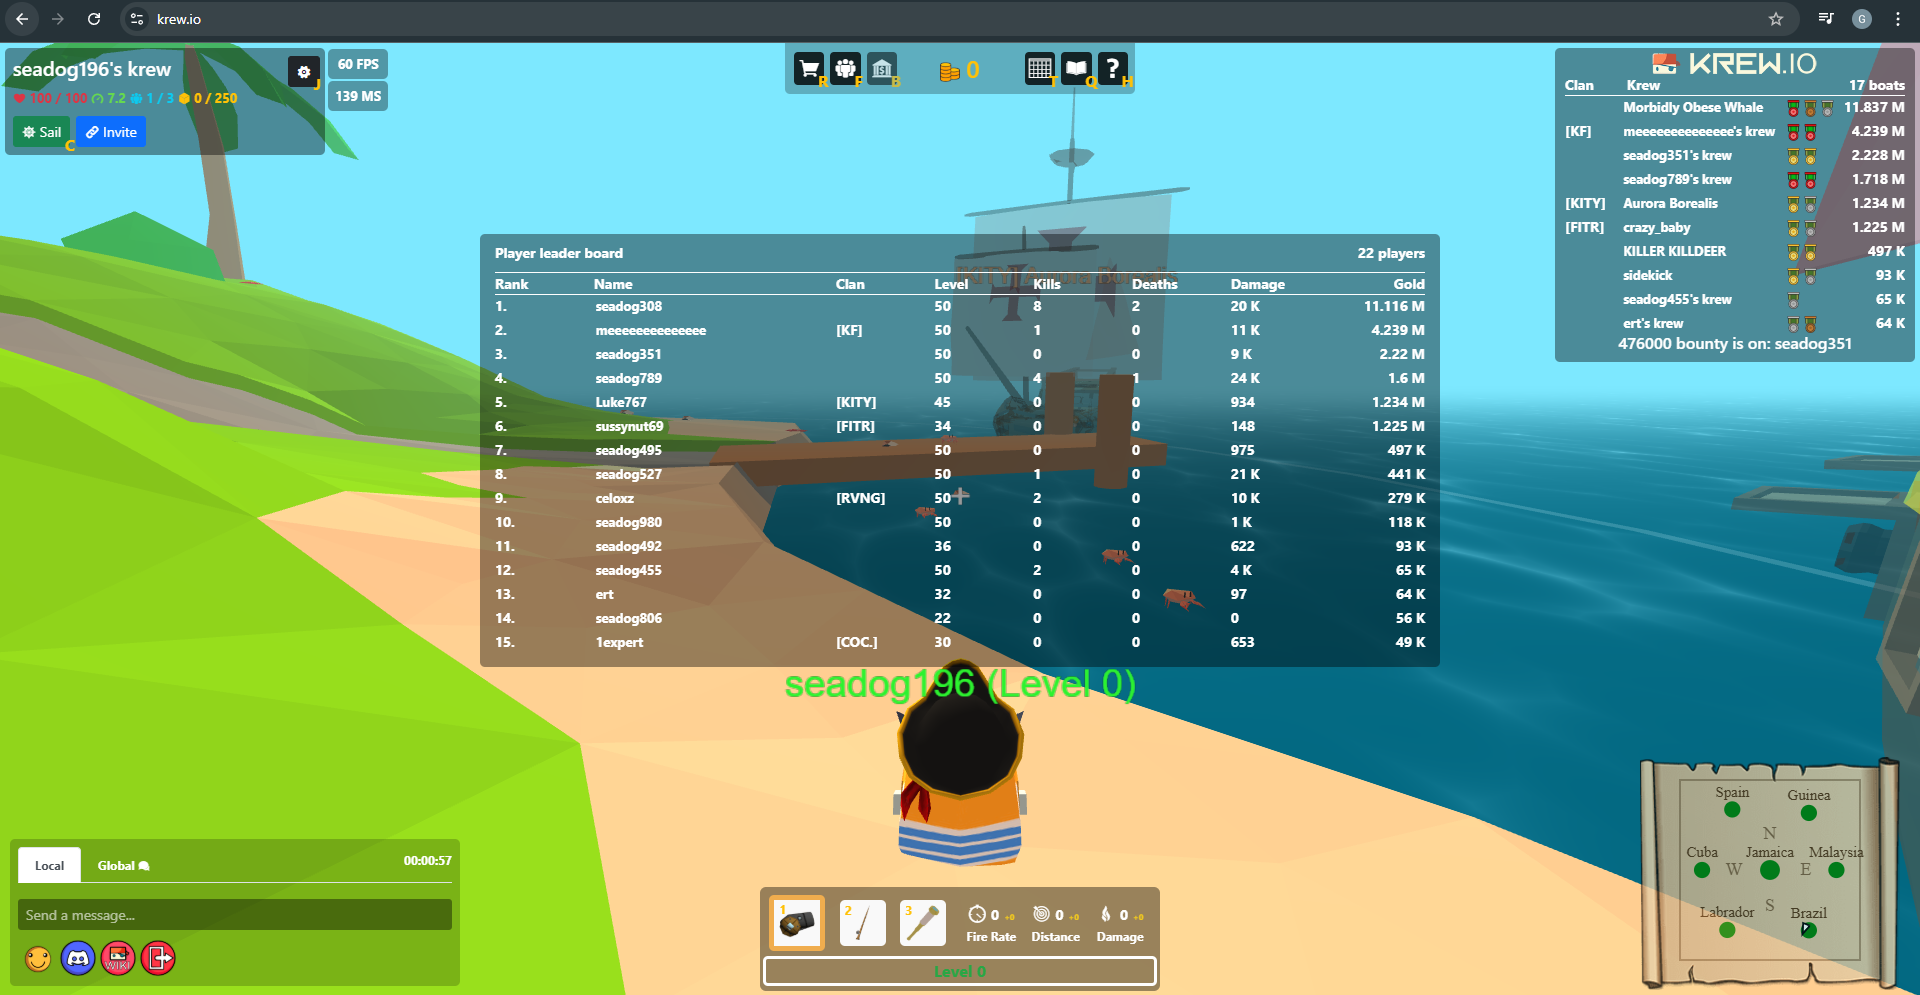 krew.io
G
seadog196's krew
J
60 FPS
139 MS
100 / 100 7.2 1 / 3 0 / 250
Sail
C
Invite
R
F
B
0
T
Q
H
KREW.IO
Clan Krew 17 boats
Morbidly Obese Whale 11.837 M
[KF] meeeeeeeeeeeeee's krew 4.239 M
seadog351's krew 2.228 M
seadog789's krew 1.718 M
[KITY] Aurora Borealis 1.234 M
[FITR] crazy_baby 1.225 M
KILLER KILLDEER 497 K
sidekick 93 K
seadog455's krew 65 K
ert's krew 64 K
476000 bounty is on: seadog351
Player leader board 22 players
[KITY] Aurora Borealis
Rank Name Clan Level Kills Deaths Damage Gold
1. seadog308 50 8 2 20 K 11.116 M
2. meeeeeeeeeeeeee [KF] 50 1 0 11 K 4.239 M
3. seadog351 50 0 0 9 K 2.22 M
4. seadog789 50 4 1 24 K 1.6 M
5. Luke767 [KITY] 45 0 0 934 1.234 M
6. sussynut69 [FITR] 34 0 0 148 1.225 M
7. seadog495 50 0 0 975 497 K
8. seadog527 50 1 0 21 K 441 K
9. celoxz [RVNG] 50 2 0 10 K 279 K
10. seadog980 50 0 0 1 K 118 K
11. seadog492 36 0 0 622 93 K
12. seadog455 50 2 0 4 K 65 K
13. ert 32 0 0 97 64 K
14. seadog806 22 0 0 0 56 K
15. 1expert [COC.] 30 0 0 653 49 K
seadog196 (Level 0)
Local Global 00:00:57
Send a message...
WIKI
1 2 3
0 +0 0 +0 0 +0
Fire Rate Distance Damage
Level 0
Spain Guinea
N
Cuba Jamaica Malaysia
W E
S
Labrador Brazil